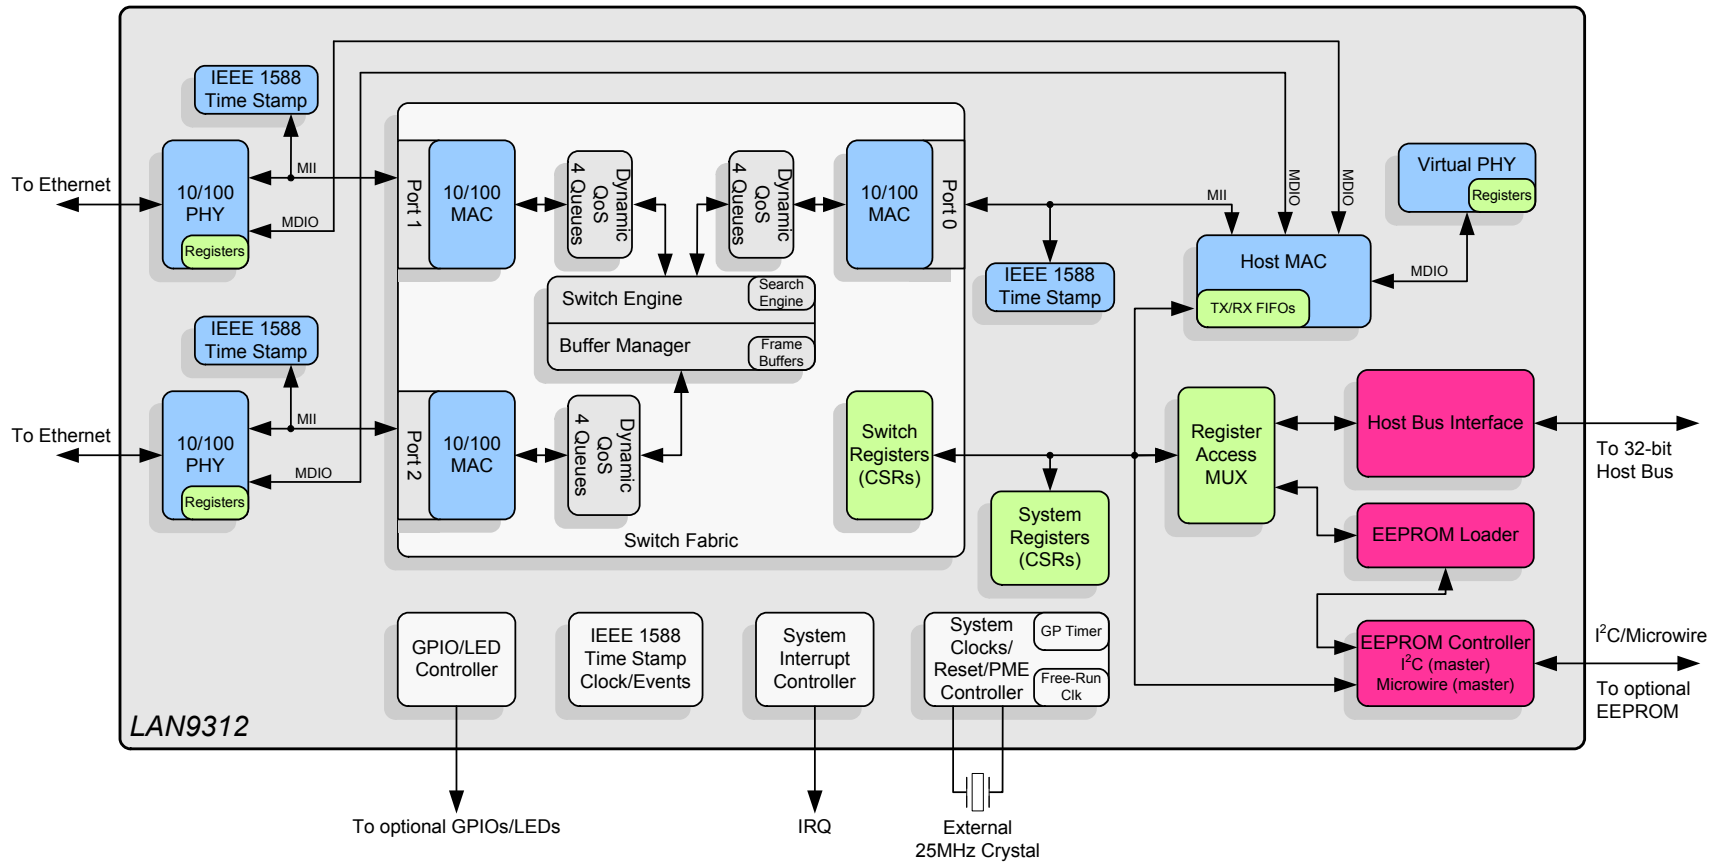 IEEE 1588
Time Stamp
To Ethernet
10/100
PHY
Registers
MII
MDIO
Port 1
10/100
MAC
Dynamic
QoS
4 Queues
Dynamic
QoS
4 Queues
10/100
MAC
Port 0
MII
MDIO
MDIO
Virtual PHY
Registers
MDIO
Host MAC
TX/RX FIFOs
IEEE 1588
Time Stamp
Switch Engine
Search
Engine
Buffer Manager
Frame
Buffers
IEEE 1588
Time Stamp
To Ethernet
10/100
PHY
Registers
MII
MDIO
Port 2
10/100
MAC
Dynamic
QoS
4 Queues
Switch
Registers
(CSRs)
Switch Fabric
System
Registers
(CSRs)
Register
Access
MUX
Host Bus Interface
To 32-bit
Host Bus
EEPROM Loader
EEPROM Controller
I²C (master)
Microwire (master)
I²C/Microwire
To optional
EEPROM
GPIO/LED
Controller
IEEE 1588
Time Stamp
Clock/Events
System
Interrupt
Controller
System
Clocks/
Reset/PME
Controller
GP Timer
Free-Run
Clk
LAN9312
To optional GPIOs/LEDs
IRQ
External
25MHz Crystal